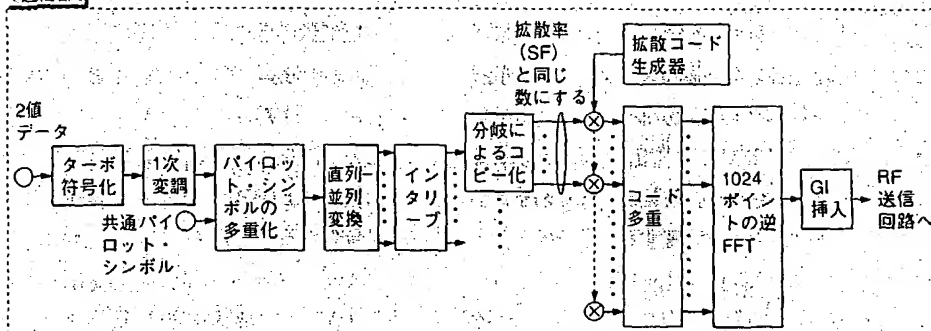 2値
データ
ターボ
符号化
1次
変調
共通パイ
ロット・
シンボル
パイロッ
ト・シン
ボルの
多重化
直列-
並列
変換
イン
タリ
ーブ
分岐に
よるコ
ピー化
拡散率
(SF)
と同じ
数にする
拡散コード
生成器
コード
多重
1024
ポイン
トの逆
FFT
GI
挿入
RF
送信
回路へ